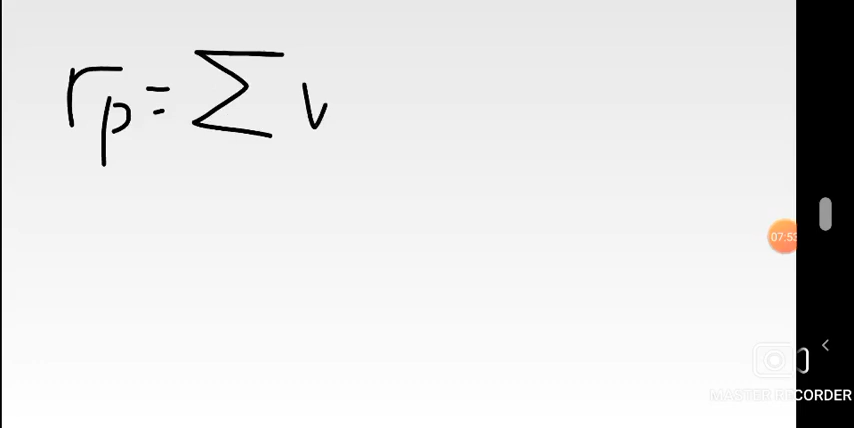 rp = Σ v
07:53
MASTER RECORDER